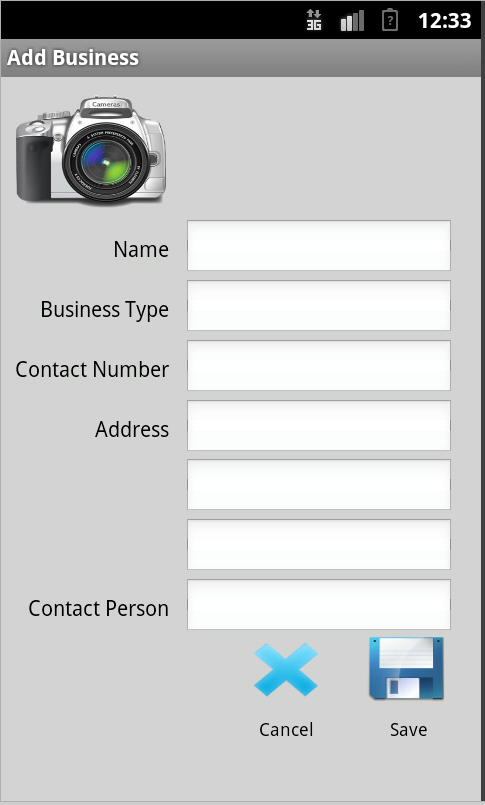 3G
?
12:33
Add Business
Cameras
Name
Business Type
Contact Number
Address
Contact Person
Cancel
Save